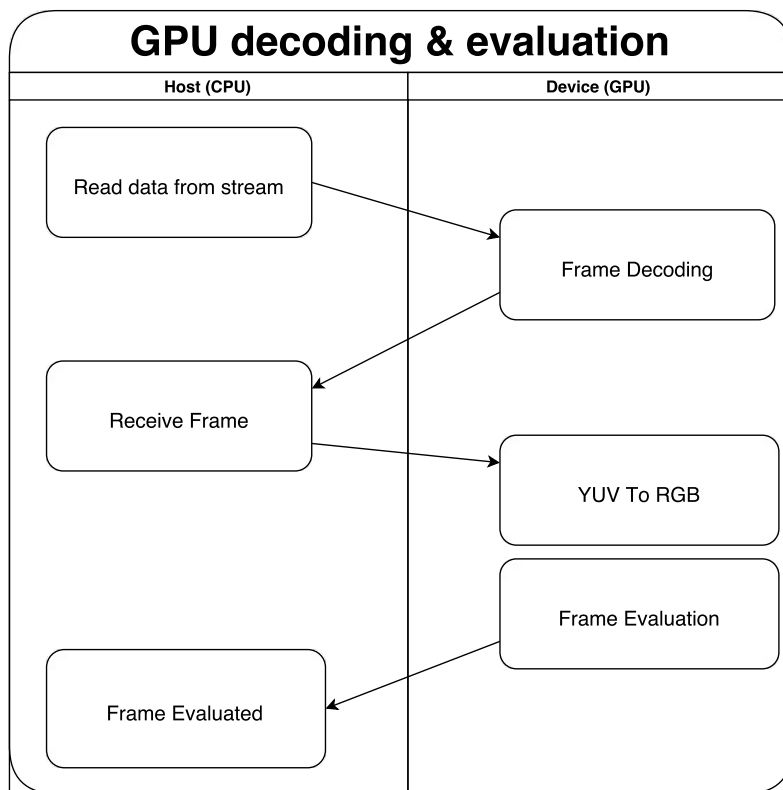 GPU decoding & evaluation
Host (CPU)
Device (GPU)
Read data from stream
Frame Decoding
Receive Frame
YUV To RGB
Frame Evaluation
Frame Evaluated